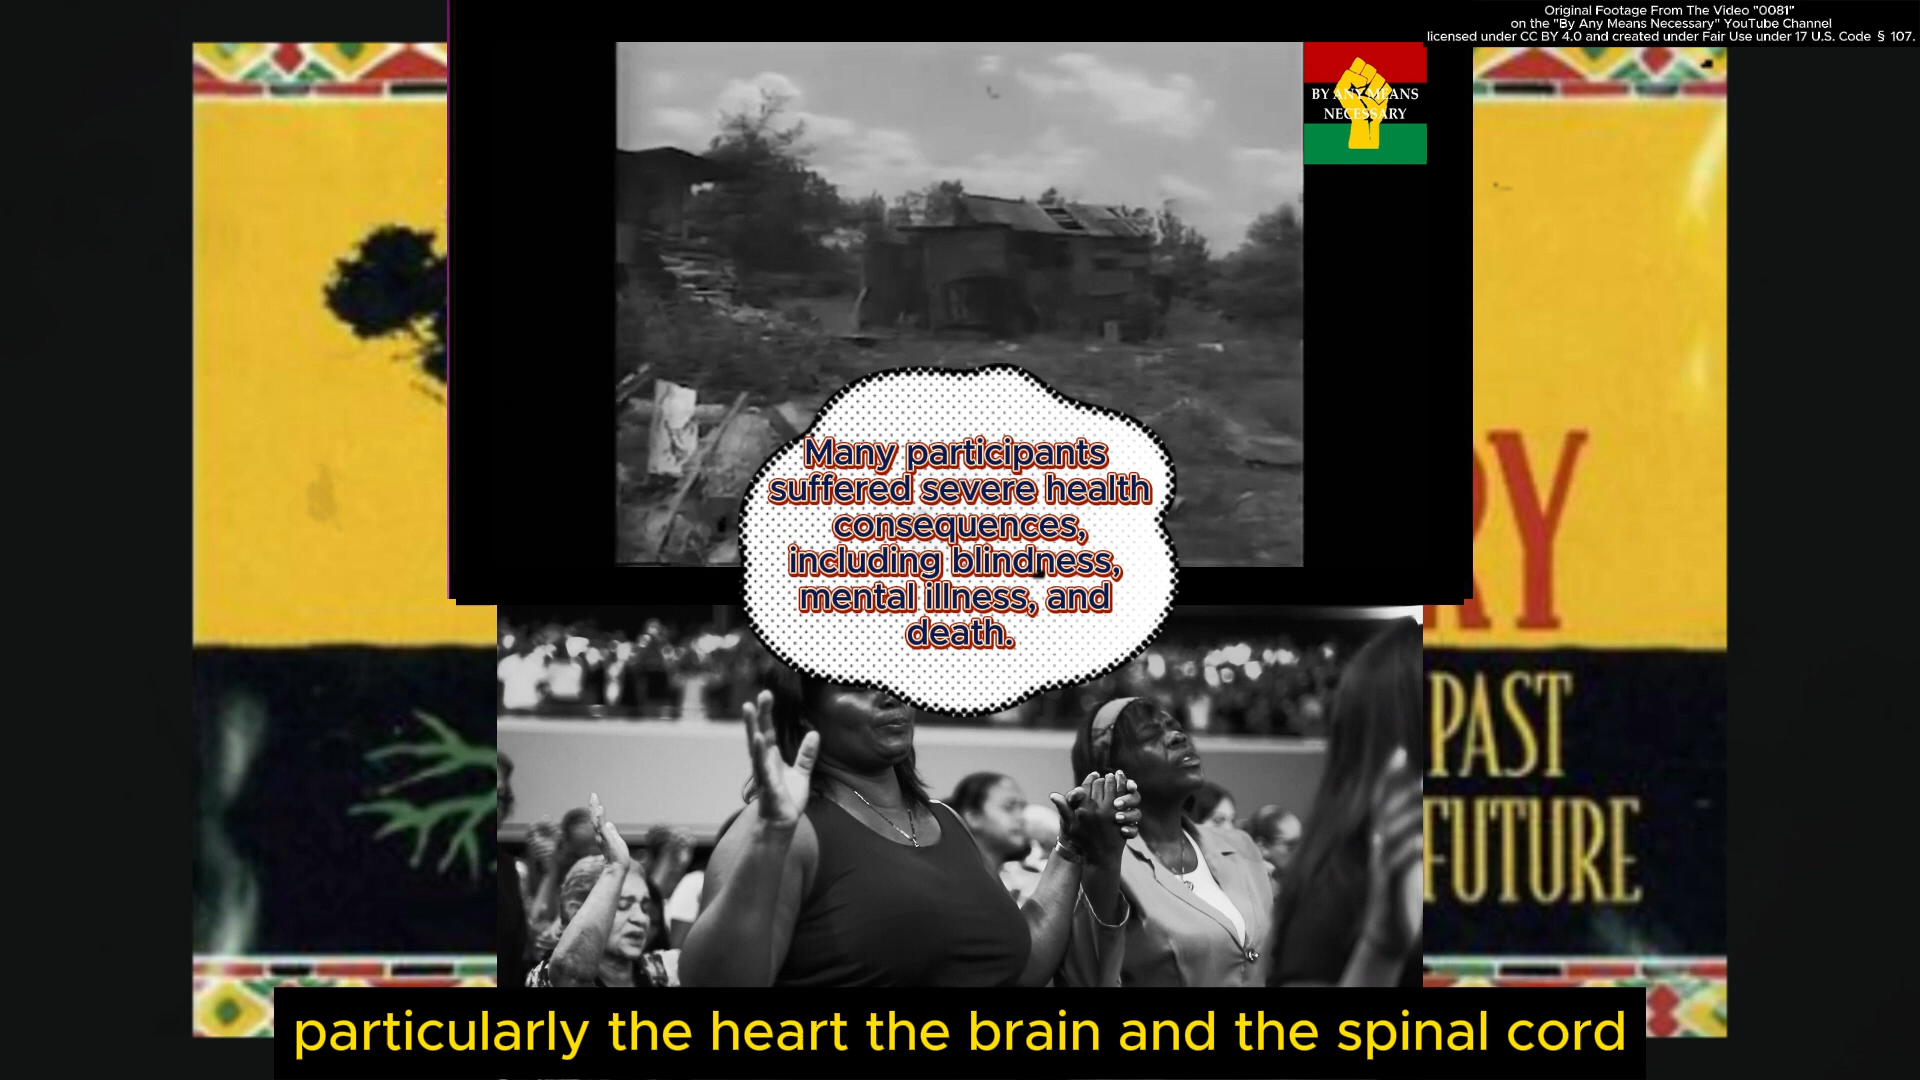 Original Footage From The Video "0081"
on the "By Any Means Necessary" YouTube Channel
licensed under CC BY 4.0 and created under Fair Use under 17 U.S. Code § 107.
BY ANY MEANS
NECESSARY
Many participants
suffered severe health
consequences,
including blindness,
mental illness, and
death.
RY
PAST
FUTURE
particularly the heart the brain and the spinal cord